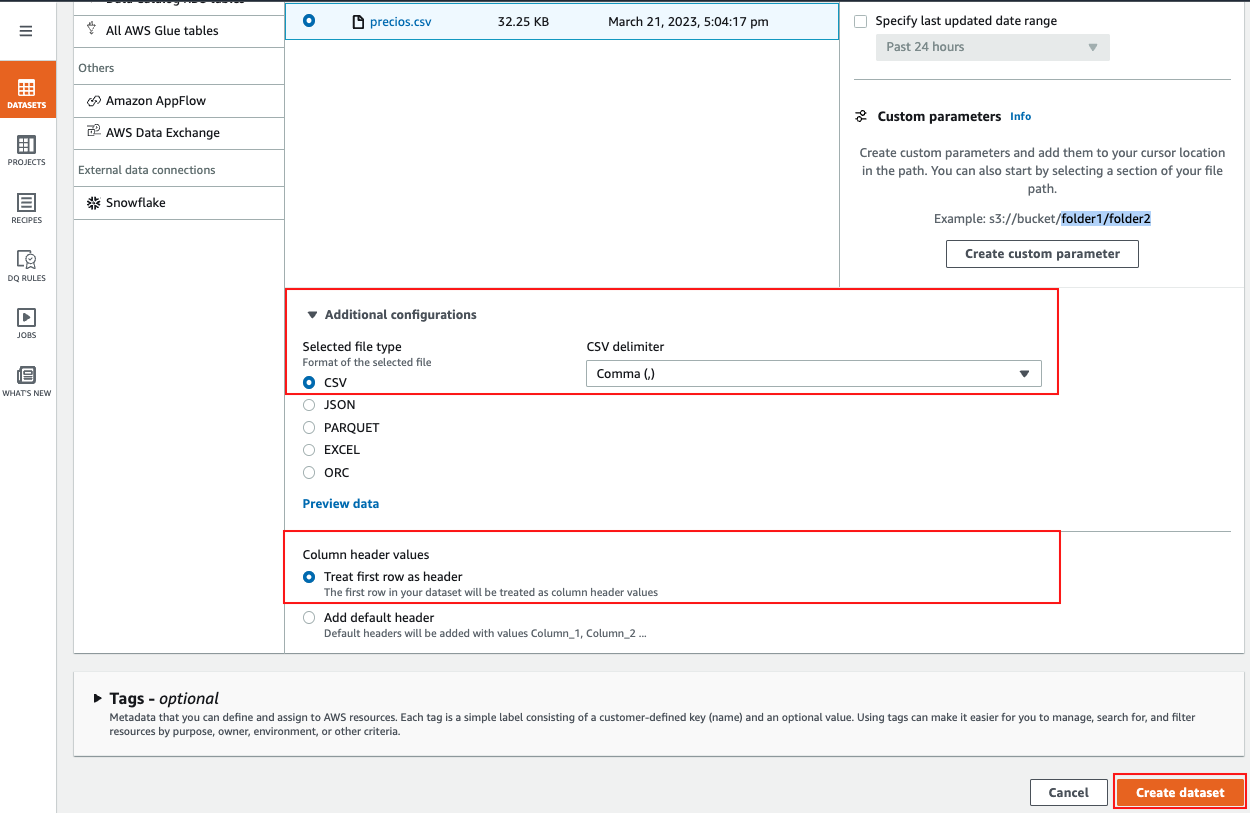 All AWS Glue tables
Others
Amazon AppFlow
AWS Data Exchange
External data connections
Snowflake
DATASETS
PROJECTS
RECIPES
DQ RULES
JOBS
WHAT'S NEW
precios.csv 32.25 KB March 21, 2023, 5:04:17 pm
Specify last updated date range
Past 24 hours
Custom parameters Info
Create custom parameters and add them to your cursor location
in the path. You can also start by selecting a section of your file
path.
Example: s3://bucket/folder1/folder2
Create custom parameter
Additional configurations
Selected file type
Format of the selected file
CSV
JSON
PARQUET
EXCEL
ORC
CSV delimiter
Comma (,)
Preview data
Column header values
Treat first row as header
The first row in your dataset will be treated as column header values
Add default header
Default headers will be added with values Column_1, Column_2 ...
Tags - optional
Metadata that you can define and assign to AWS resources. Each tag is a simple label consisting of a customer-defined key (name) and an optional value. Using tags can make it easier for you to manage, search for, and filter
resources by purpose, owner, environment, or other criteria.
Cancel
Create dataset